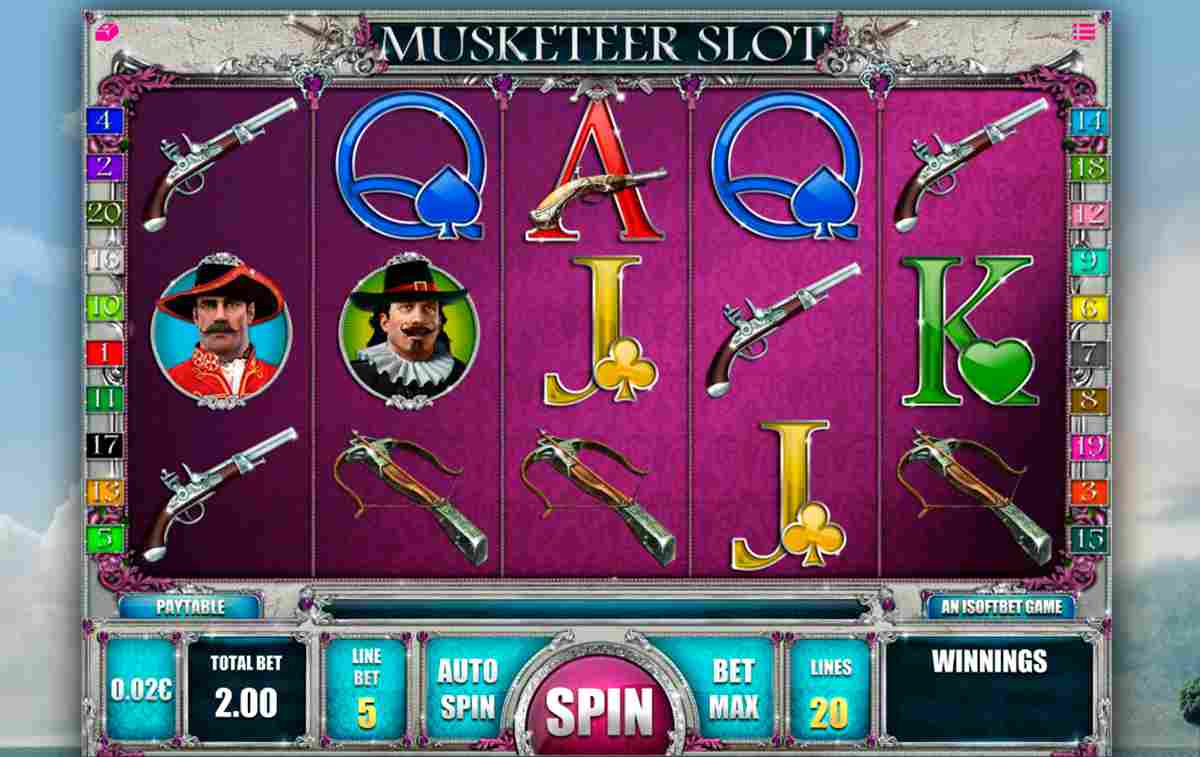 MUSKETEER SLOT
4
2
20
16
10
1
11
17
13
5
Q
A
Q
J
K
J
14
18
12
9
6
7
8
19
3
15
PAYTABLE
AN ISOFTBET GAME
0.02€
TOTAL BET
2.00
LINE
BET
5
AUTO
SPIN
SPIN
BET
MAX
LINES
20
WINNINGS